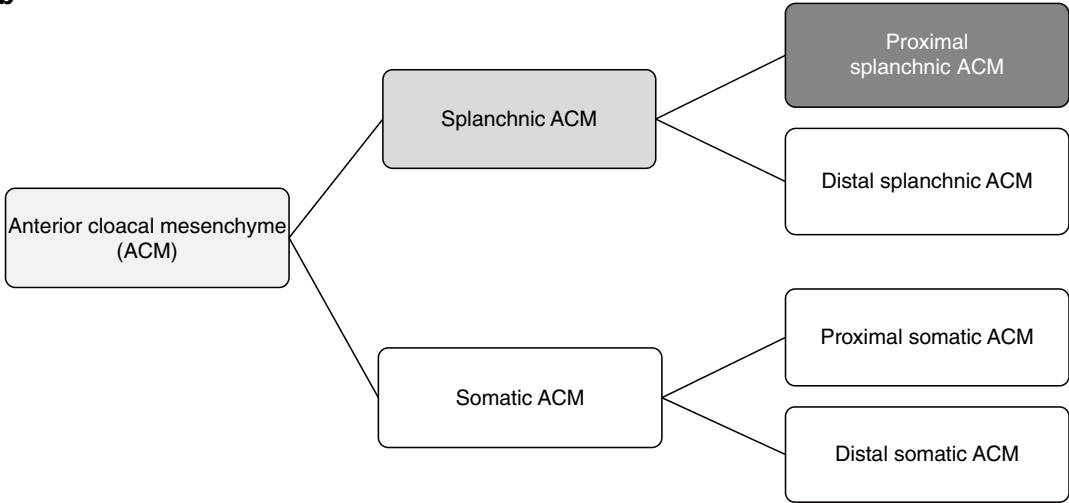 b
Proximal
splanchnic ACM
Splanchnic ACM
Distal splanchnic ACM
Anterior cloacal mesenchyme
(ACM)
Proximal somatic ACM
Somatic ACM
Distal somatic ACM